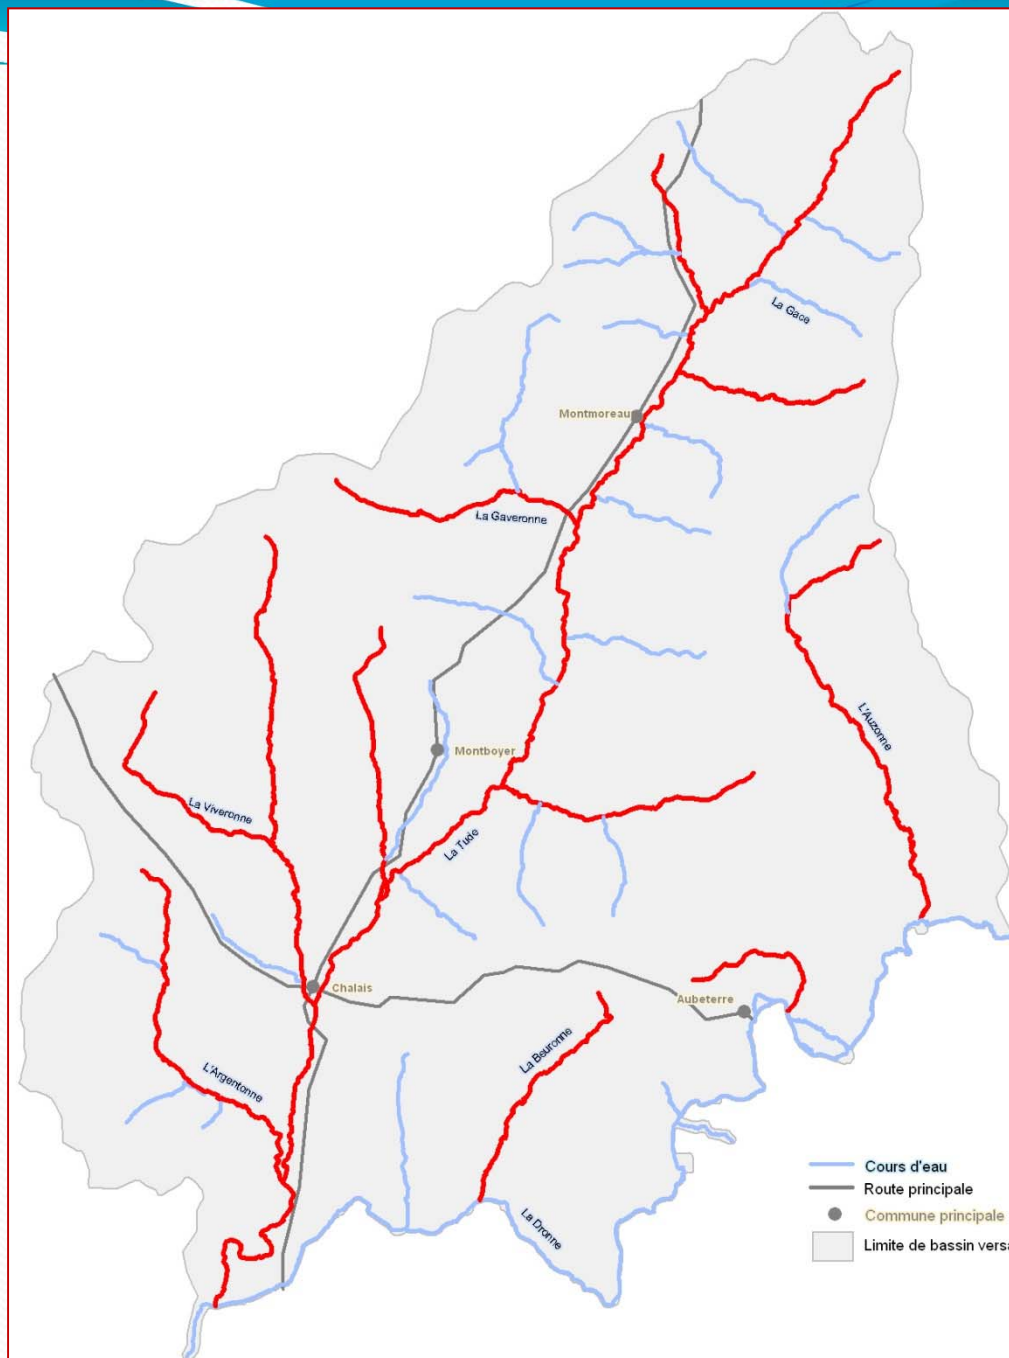 La Gace
Montmoreau
La Gaveronne
L'Auzonne
Montboyer
La Viveronne
La Tude
Chalais
Aubeterre
La Beuronne
L'Argentonne
La Dronne
Cours d'eau
Route principale
Commune principale
Limite de bassin versa